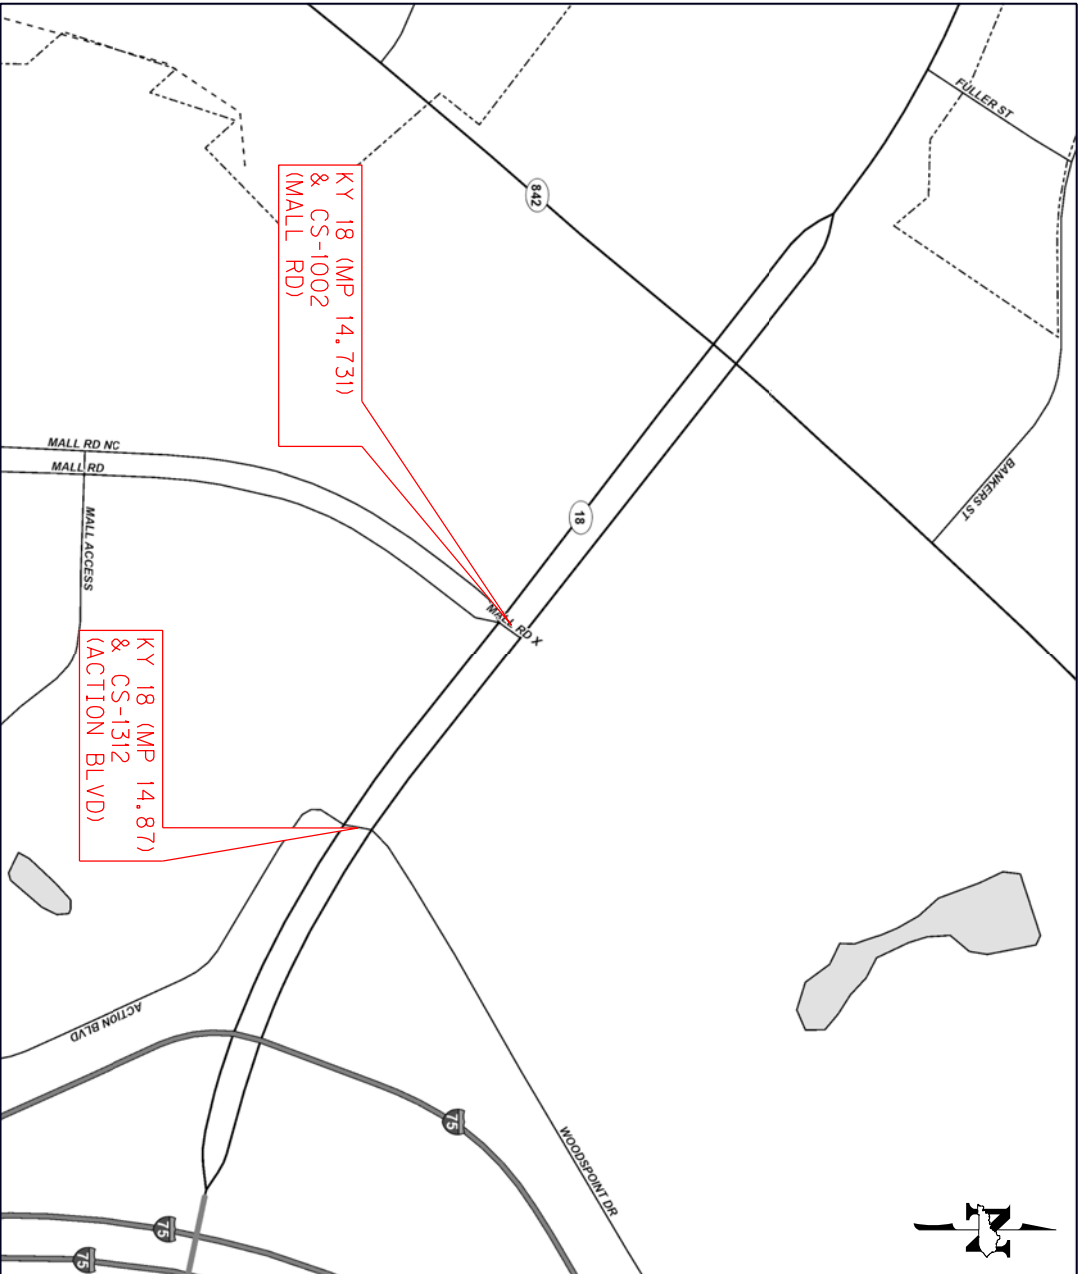 FULLER ST
842
KY 18 (MP 14.731)
& CS-1002
(MALL RD)
BANKERS ST
MALL RD NC
MALL RD
MALL ACCESS
18
MALL RD X
KY 18 (MP 14.87)
& CS-1312
(ACTION BLVD)
ACTION BLVD
75
WOODSPOINT DR
75
75
N